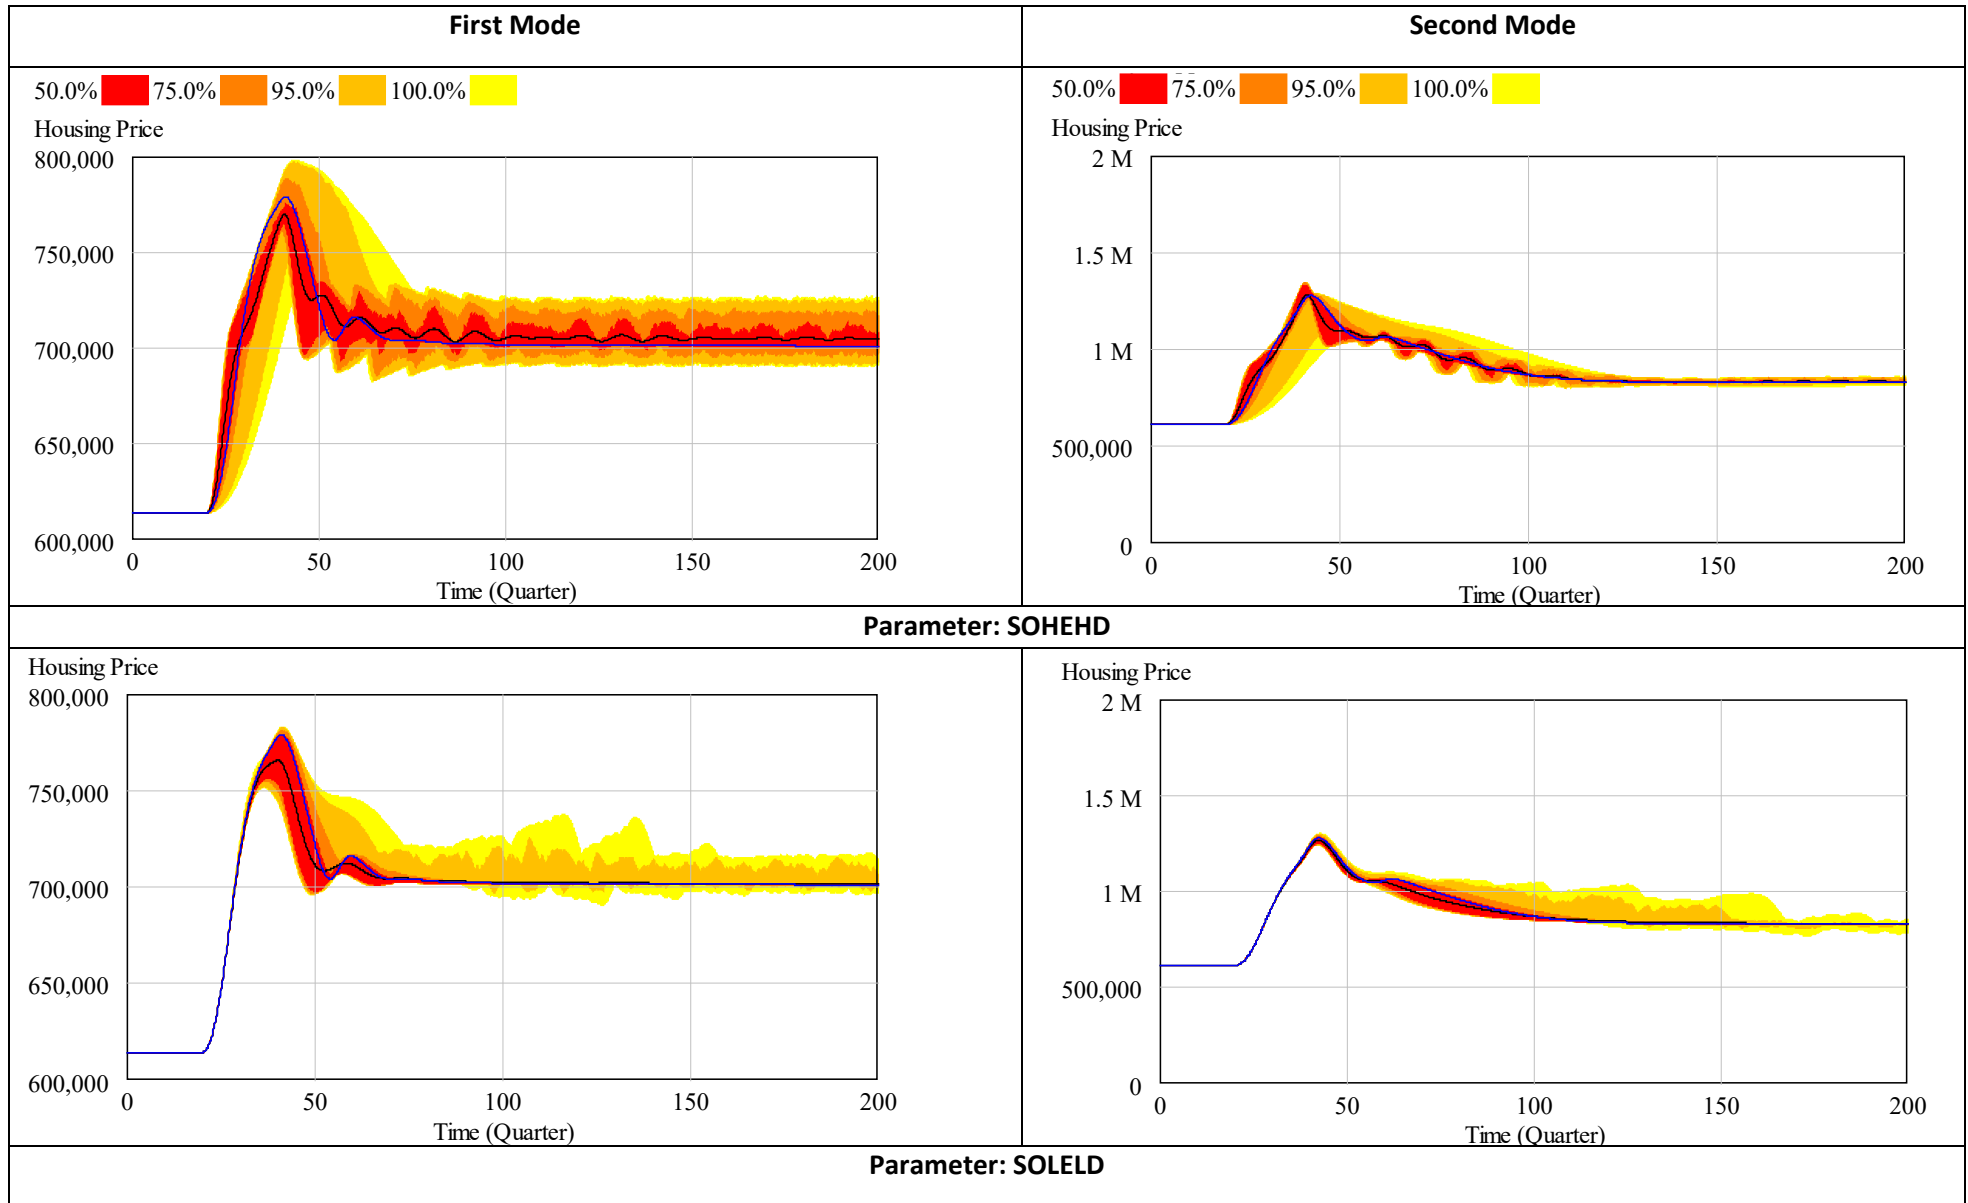 First Mode
Second Mode
50.0% 75.0% 95.0% 100.0%
Housing Price
800,000
750,000
700,000
650,000
600,000
0 50 100 150 200
Time (Quarter)
50.0% 75.0% 95.0% 100.0%
Housing Price
2 M
1.5 M
1 M
500,000
0
0 50 100 150 200
Time (Quarter)
Parameter: SOHEHD
Housing Price
800,000
750,000
700,000
650,000
600,000
0 50 100 150 200
Time (Quarter)
Housing Price
2 M
1.5 M
1 M
500,000
0
0 50 100 150 200
Time (Quarter)
Parameter: SOLELD